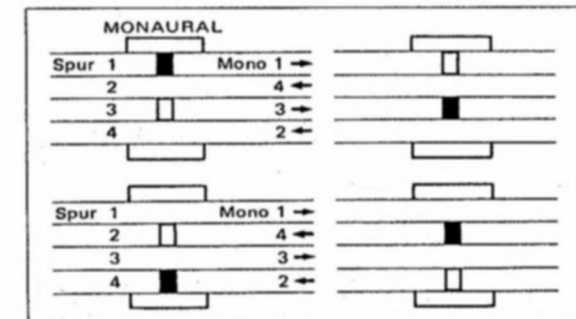 MONAURAL
Spur 1 Mono 1 →
2 4 ←
3 3 →
4 2 ←
Spur 1 Mono 1 →
2 4 ←
3 3 →
4 2 ←